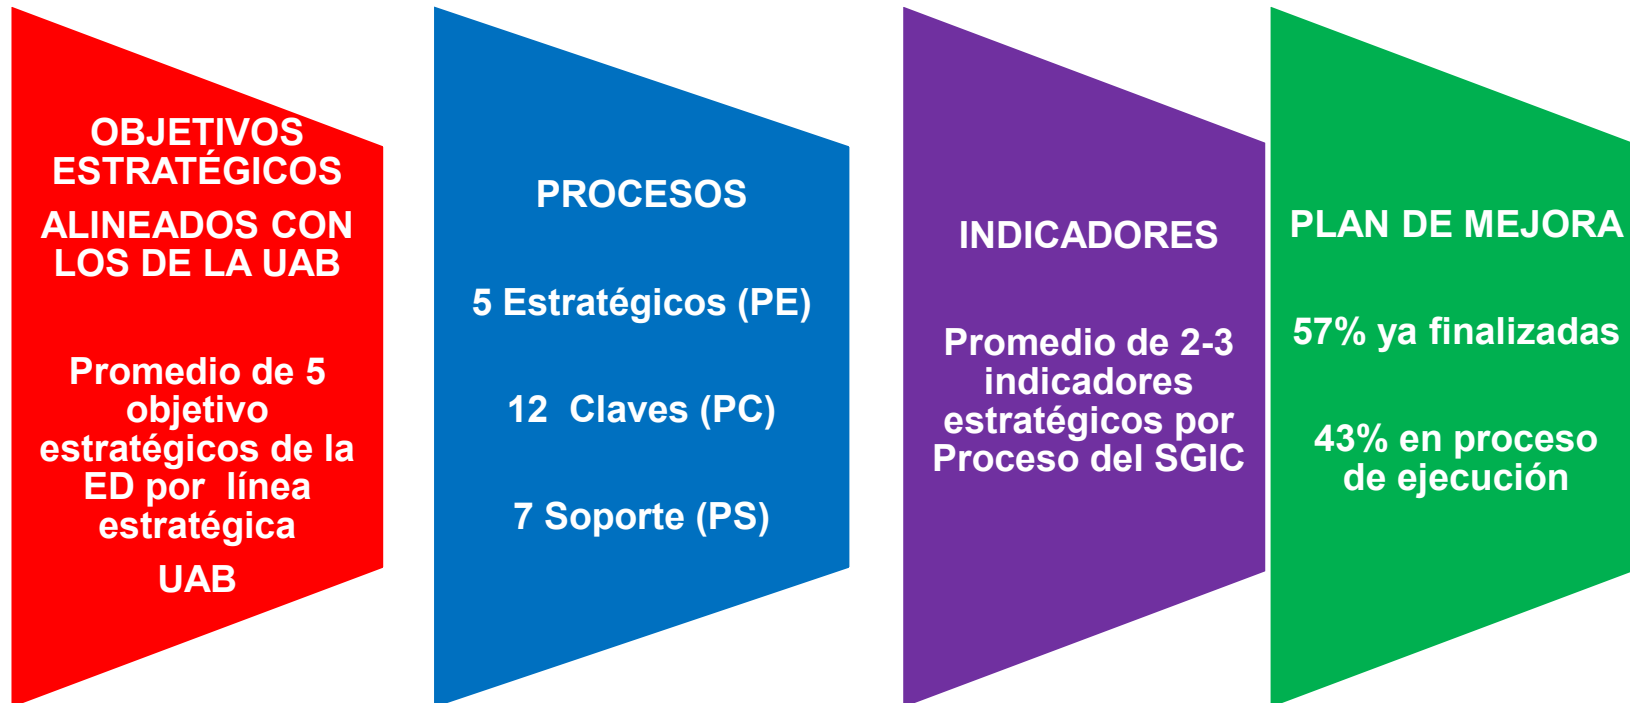 OBJETIVOS
ESTRATÉGICOS
ALINEADOS CON
LOS DE LA UAB
Promedio de 5
objetivo
estratégicos de la
ED por línea
estratégica
UAB
PROCESOS
5 Estratégicos (PE)
12 Claves (PC)
7 Soporte (PS)
INDICADORES
Promedio de 2-3
indicadores
estratégicos por
Proceso del SGIC
PLAN DE MEJORA
57% ya finalizadas
43% en proceso
de ejecución